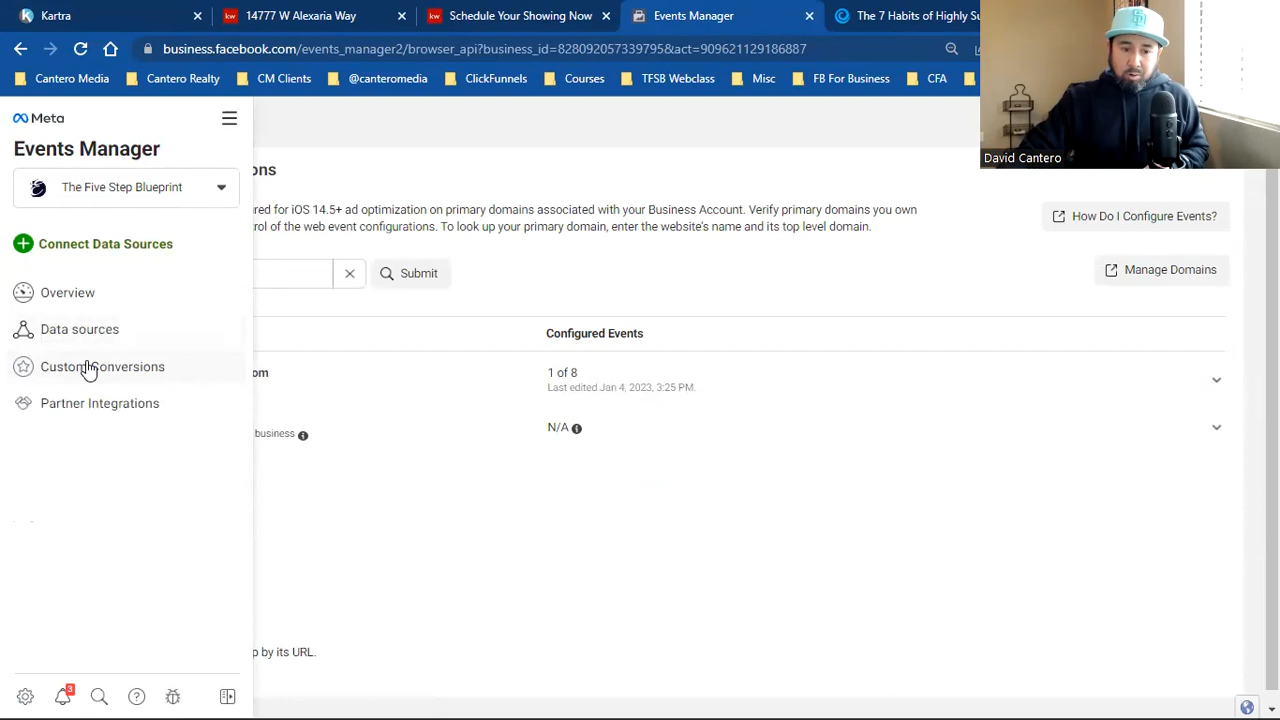 Kartra
14777 W Alexaria Way
Schedule Your Showing Now
Events Manager
The 7 Habits of Highly Su
business.facebook.com/events_manager2/browser_api?business_id=8280920573397958&act=909621129186887
Cantero Media
Cantero Realty
CM Clients
@canteromedia
ClickFunnels
Courses
TFSB Webclass
Misc
FB For Business
CFA
David Cantero
Meta
Events Manager
The Five Step Blueprint
Connect Data Sources
Overview
Data sources
Custom Conversions
Partner Integrations
3
ons
red for iOS 14.5+ ad optimization on primary domains associated with your Business Account. Verify primary domains you own
rol of the web event configurations. To look up your primary domain, enter the website's name and its top level domain.
How Do I Configure Events?
Submit
Manage Domains
Configured Events
om
1 of 8
Last edited Jan 4, 2023, 3:25 PM.
business
N/A
p by its URL.